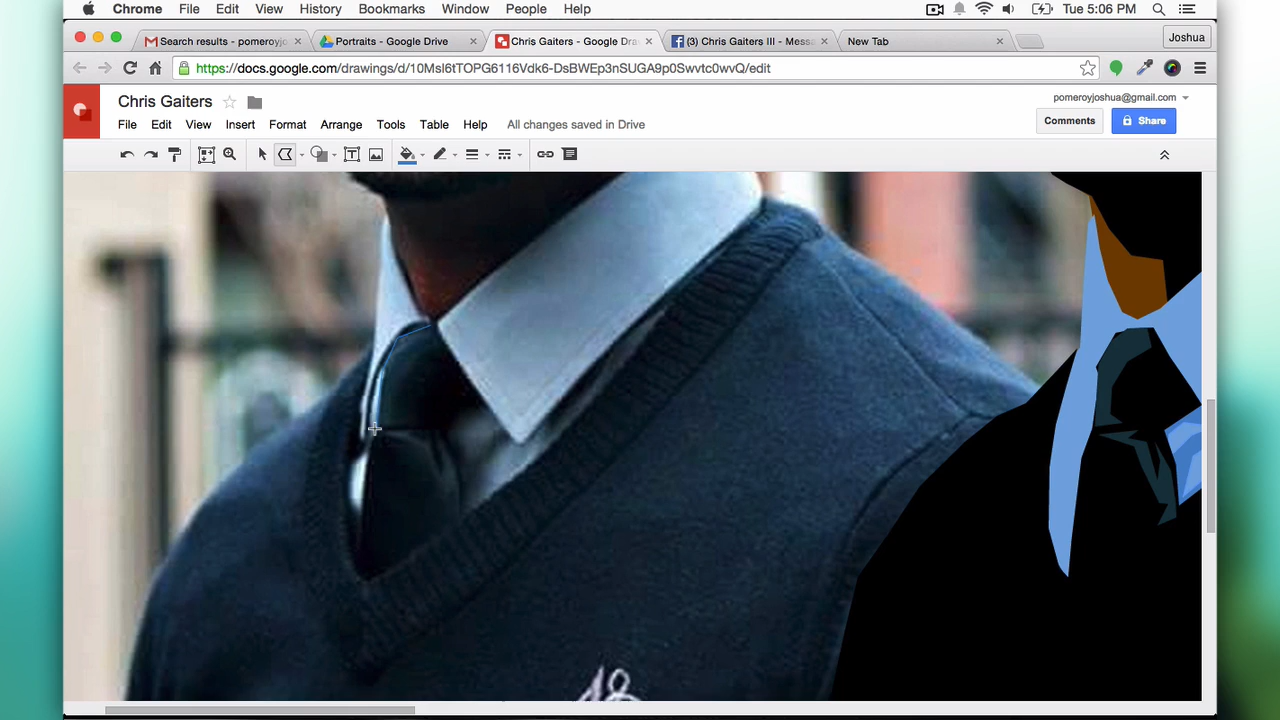 Chrome File Edit View History Bookmarks Window People Help Tue 5:06 PM
Search results - pomeroyj Portraits - Google Drive Chris Gaiters - Google Dra (3) Chris Gaiters III - Messa New Tab Joshua
https://docs.google.com/drawings/d/10Msl6tTOPG6116Vdk6-DsBWEp3nSUGA9p0Swvtc0wvQ/edit
Chris Gaiters pomeroyjoshua@gmail.com
File Edit View Insert Format Arrange Tools Table Help All changes saved in Drive Comments Share